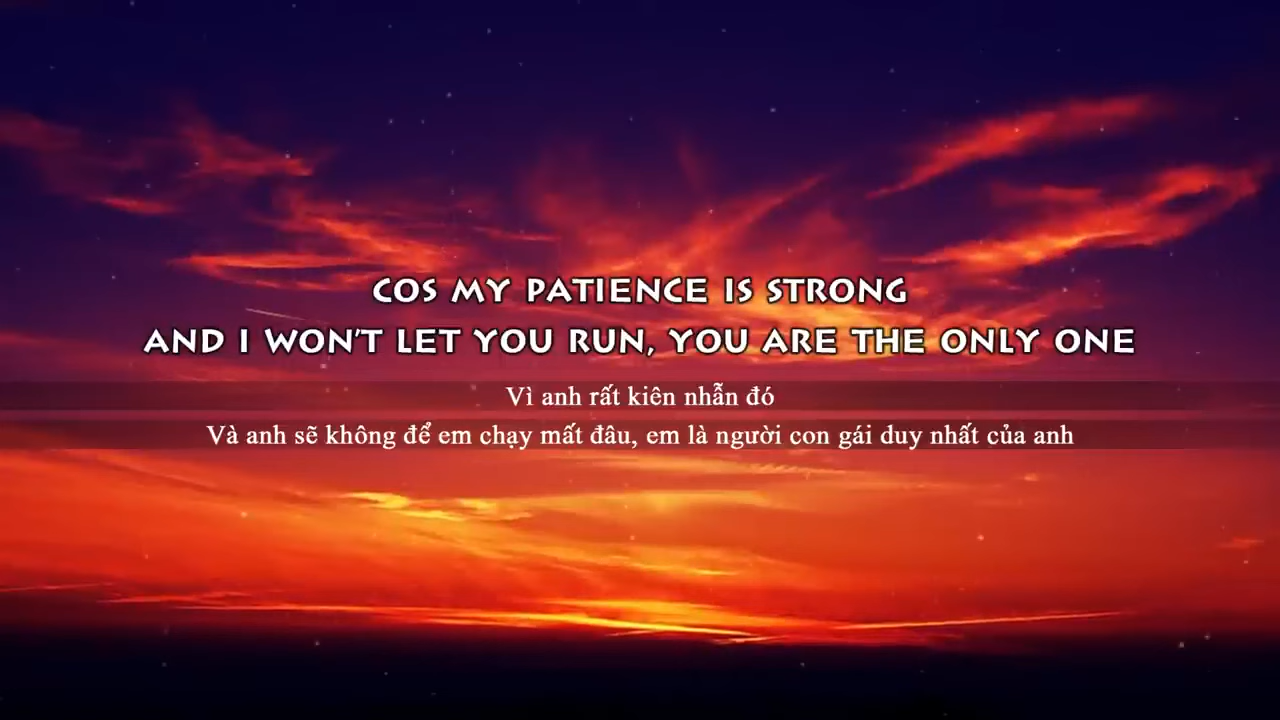 COS MY PATIENCE IS STRONG
AND I WON'T LET YOU RUN, YOU ARE THE ONLY ONE
Vì anh rất kiên nhẫn đó
Và anh sẽ không để em chạy mất đâu, em là người con gái duy nhất của anh